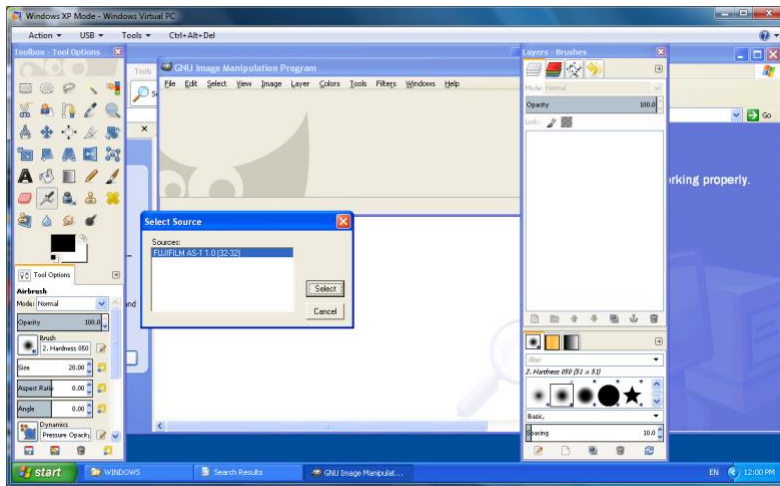 Windows XP Mode - Windows Virtual PC
Action USB Tools Ctrl+Alt+Del
Toolbox - Tool Options
Tools
GNU Image Manipulation Program
File Edit Select View Image Layer Colors Tools Filters Windows Help
Layers - Brushes
Mode: Normal
Opacity 100.0
Lock:
Go
rking properly.
Select Source
Sources:
FUJIFILM AS-1 1.0 (32-32)
Select
Cancel
Tool Options
Airbrush
Mode: Normal
Opacity 100.0
Brush
2. Hardness 050
Size 20.00
Aspect Ratio 0.00
Angle 0.00
Dynamics
Pressure Opacity
nd
filter
2. Hardness 050 (51 × 51)
Basic,
Spacing 10.0
start
WINDOWS
Search Results
GNU Image Manipulat...
EN
12:00 PM